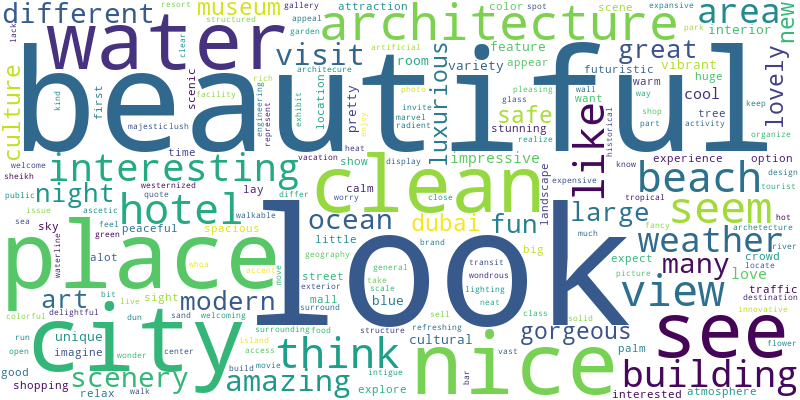 different museum attraction color spot scene expansive area new
structured gallery appeal garden architecture park interior
lack resort clear
water visit room feature great
artificial variety appear futuristic vibrant huge lovely
beautiful
culture kind first scenic majestic lush facility rich engineering represent exhibit location pretty photo marvel radient invite enjoy luxurious safe stunning glass pleasing want realize warm wall way shop part cool tree activity keep organize
welcome time architecure heat show impressive historical know experience option
sheikh interesting vacation display expensive like beach design
westernized differ clean tropical tourist
public night quote lay calm worry close landscape seem hot
issue ascetic hotel ocean dubai fun large fancy archetecture
sea sky feel walkable spacious little brand big weather river
waterline green peaceful geography much expect crowd locate
place alot whoa accent move look general transit wondrous many love
art bit live sight street take scale lighting picture view traffic
colorful delightful modern exterior mall blue neat destination
dun sand welcoming surround sell class solid innovative
city unique surrounding food structure refreshing gorgeous see flower
run wonder center island access think cultural palm
open imagine build movie nice vast building
good scenery amazing intigue bar
shopping relax walk explore interested atmosphere